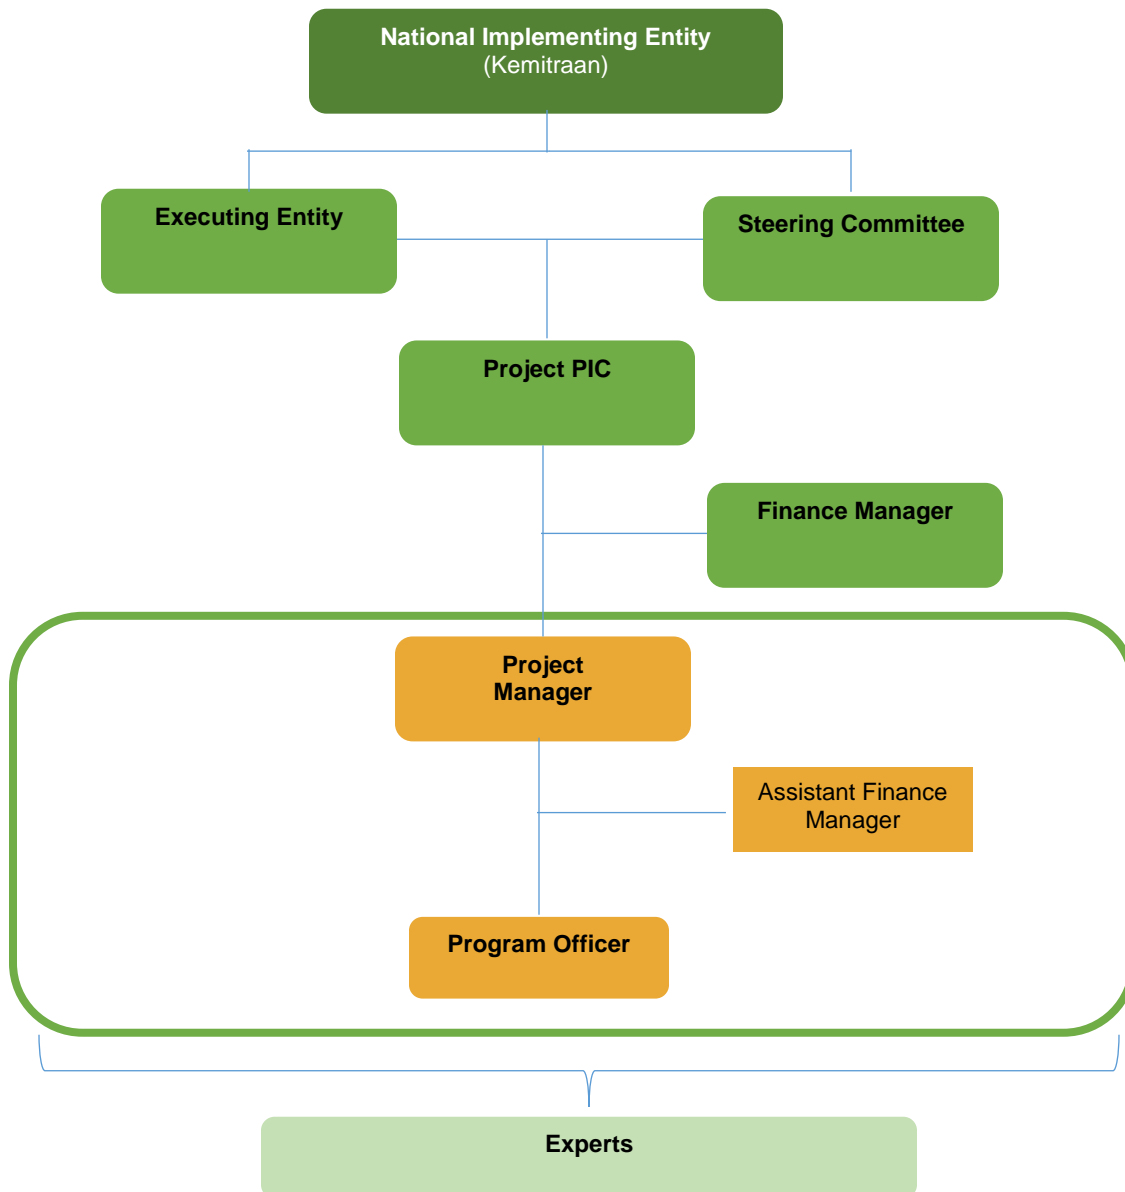 National Implementing Entity
(Kemitraan)
Executing Entity
Steering Committee
Project PIC
Finance Manager
Project
Manager
Assistant Finance
Manager
Program Officer
Experts